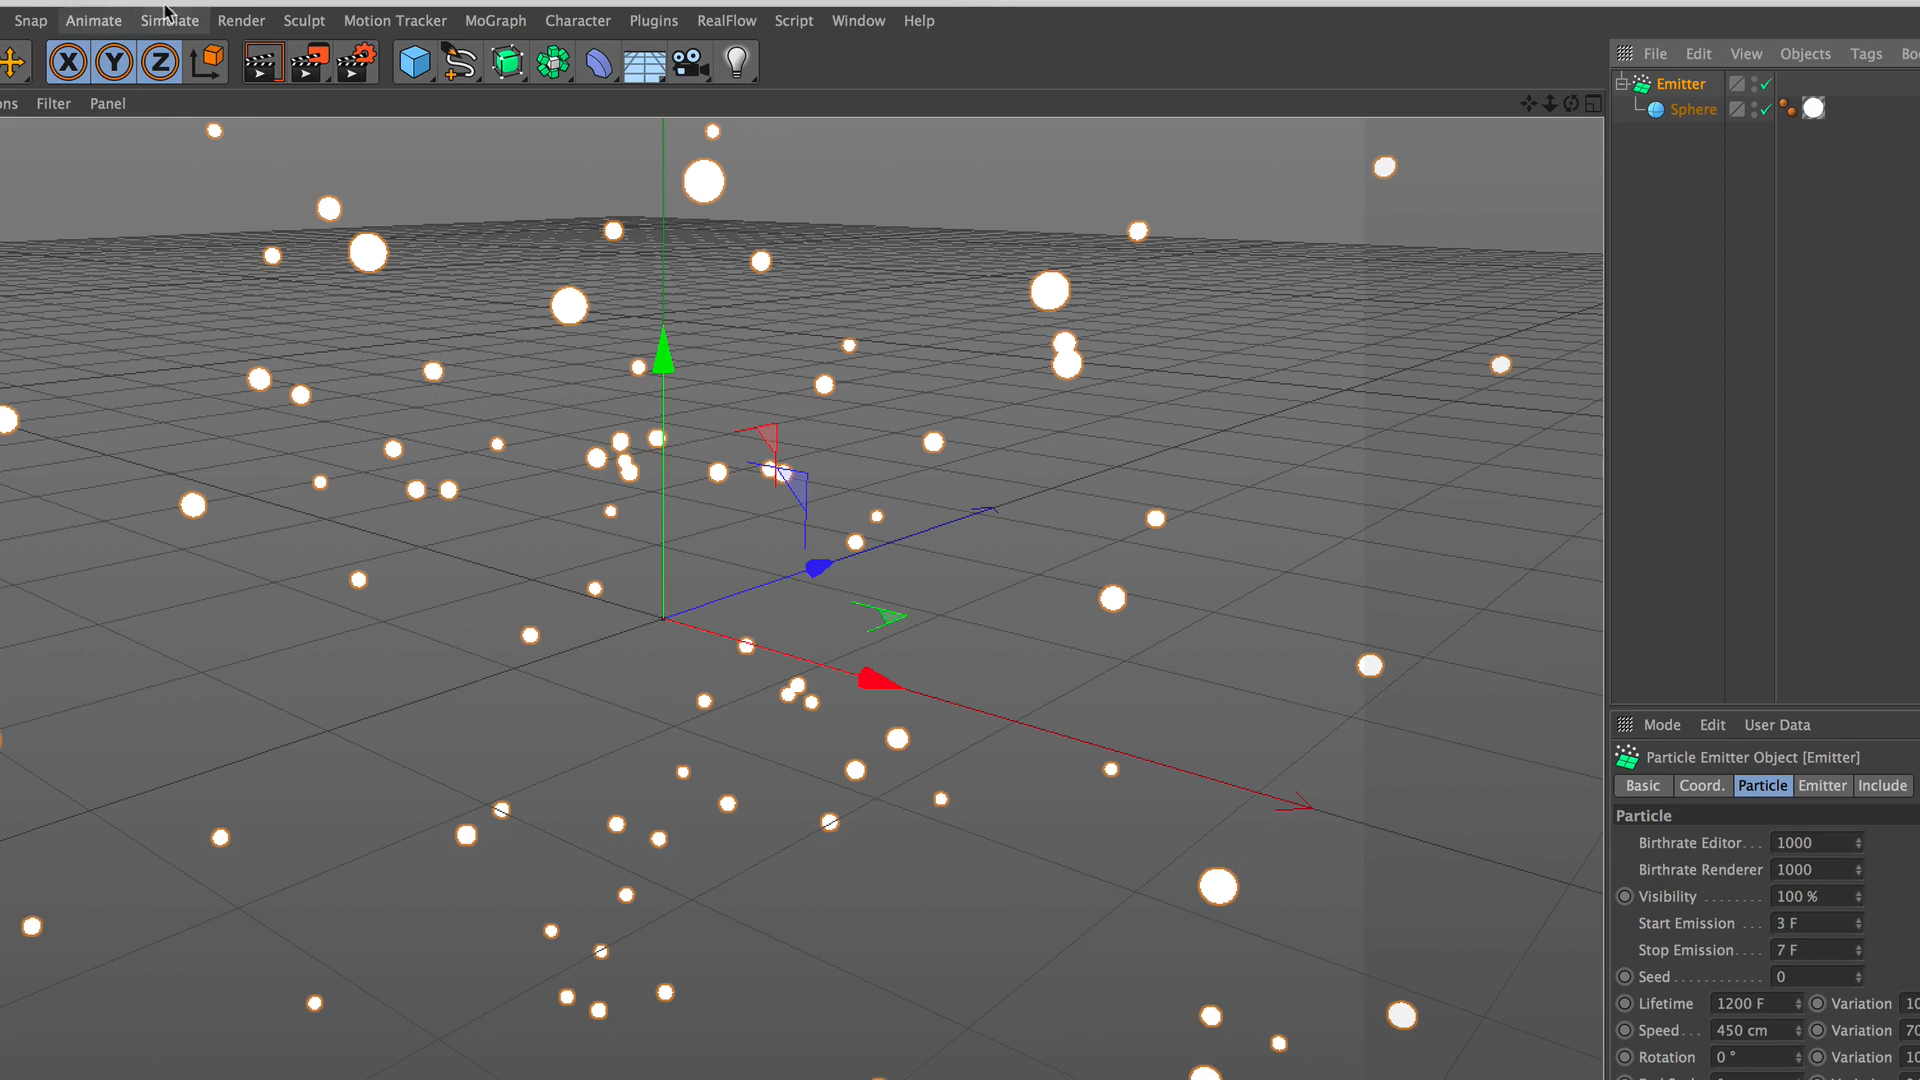 Snap Animate Simulate Render Sculpt Motion Tracker MoGraph Character Plugins RealFlow Script Window Help
X Y Z
File Edit View Objects Tags
Filter Panel
Emitter
Sphere
Mode Edit User Data
Particle Emitter Object [Emitter]
Basic Coord. Particle Emitter Include
Particle
Birthrate Editor. . . 1000
Birthrate Renderer 1000
Visibility . . . . . . . . 100 %
Start Emission . . . 3 F
Stop Emission. . . . 7 F
Seed. . . . . . . . . . . . 0
Lifetime 1200 F Variation
Speed. . . 450 cm Variation
Rotation 0 ° Variation